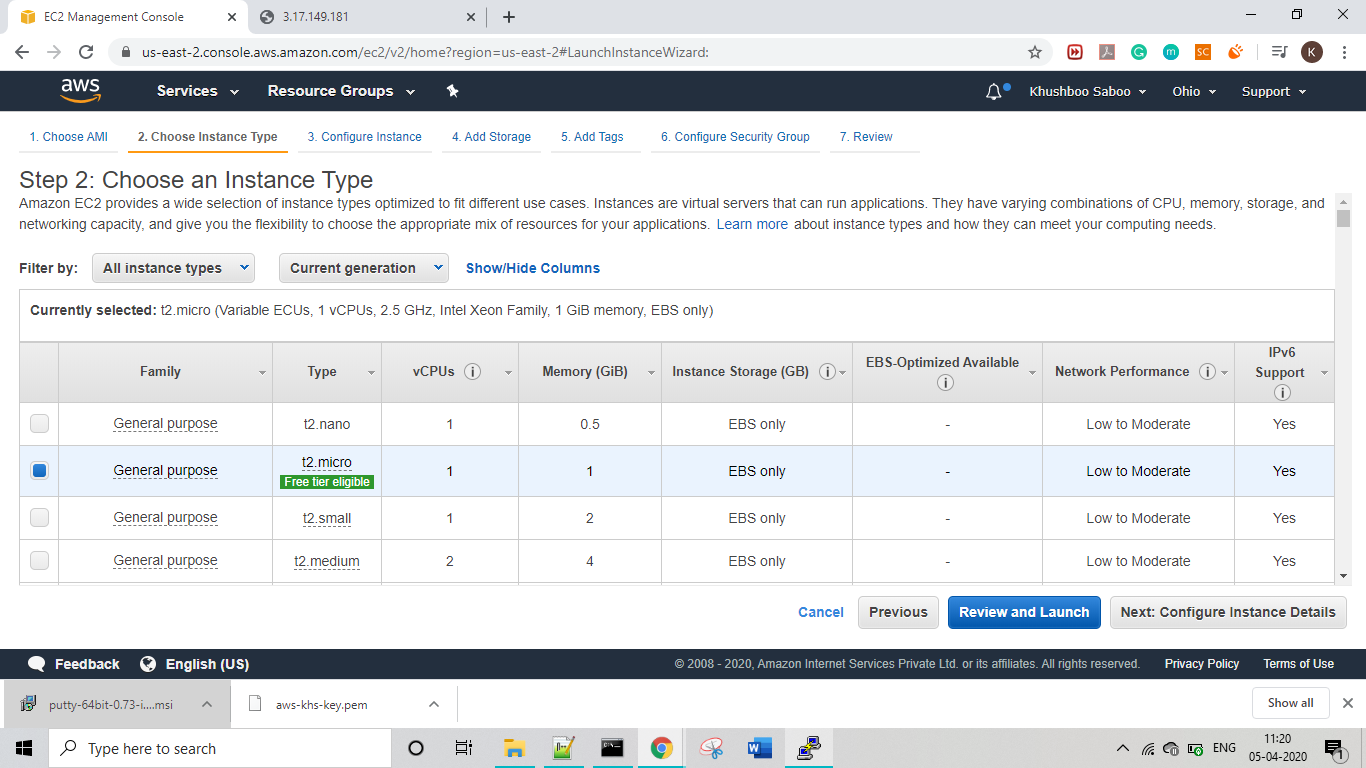 EC2 Management Console
3.17.149.181
us-east-2.console.aws.amazon.com/ec2/v2/home?region=us-east-2#LaunchInstanceWizard:
SC
K
aws Services Resource Groups Khushboo Saboo Ohio Support
1. Choose AMI 2. Choose Instance Type 3. Configure Instance 4. Add Storage 5. Add Tags 6. Configure Security Group 7. Review
Step 2: Choose an Instance Type
Amazon EC2 provides a wide selection of instance types optimized to fit different use cases. Instances are virtual servers that can run applications. They have varying combinations of CPU, memory, storage, and
networking capacity, and give you the flexibility to choose the appropriate mix of resources for your applications. Learn more about instance types and how they can meet your computing needs.
Filter by: All instance types Current generation Show/Hide Columns
Currently selected: t2.micro (Variable ECUs, 1 vCPUs, 2.5 GHz, Intel Xeon Family, 1 GiB memory, EBS only)
Family Type vCPUs Memory (GiB) Instance Storage (GB) EBS-Optimized Available Network Performance IPv6 Support
General purpose t2.nano 1 0.5 EBS only - Low to Moderate Yes
General purpose t2.micro 1 1 EBS only - Low to Moderate Yes
Free tier eligible
General purpose t2.small 1 2 EBS only - Low to Moderate Yes
General purpose t2.medium 2 4 EBS only - Low to Moderate Yes
Cancel Previous Review and Launch Next: Configure Instance Details
Feedback English (US) © 2008 - 2020, Amazon Internet Services Private Ltd. or its affiliates. All rights reserved. Privacy Policy Terms of Use
putty-64bit-0.73-i....msi aws-khs-key.pem Show all
Type here to search ENG 11:20
05-04-2020 1